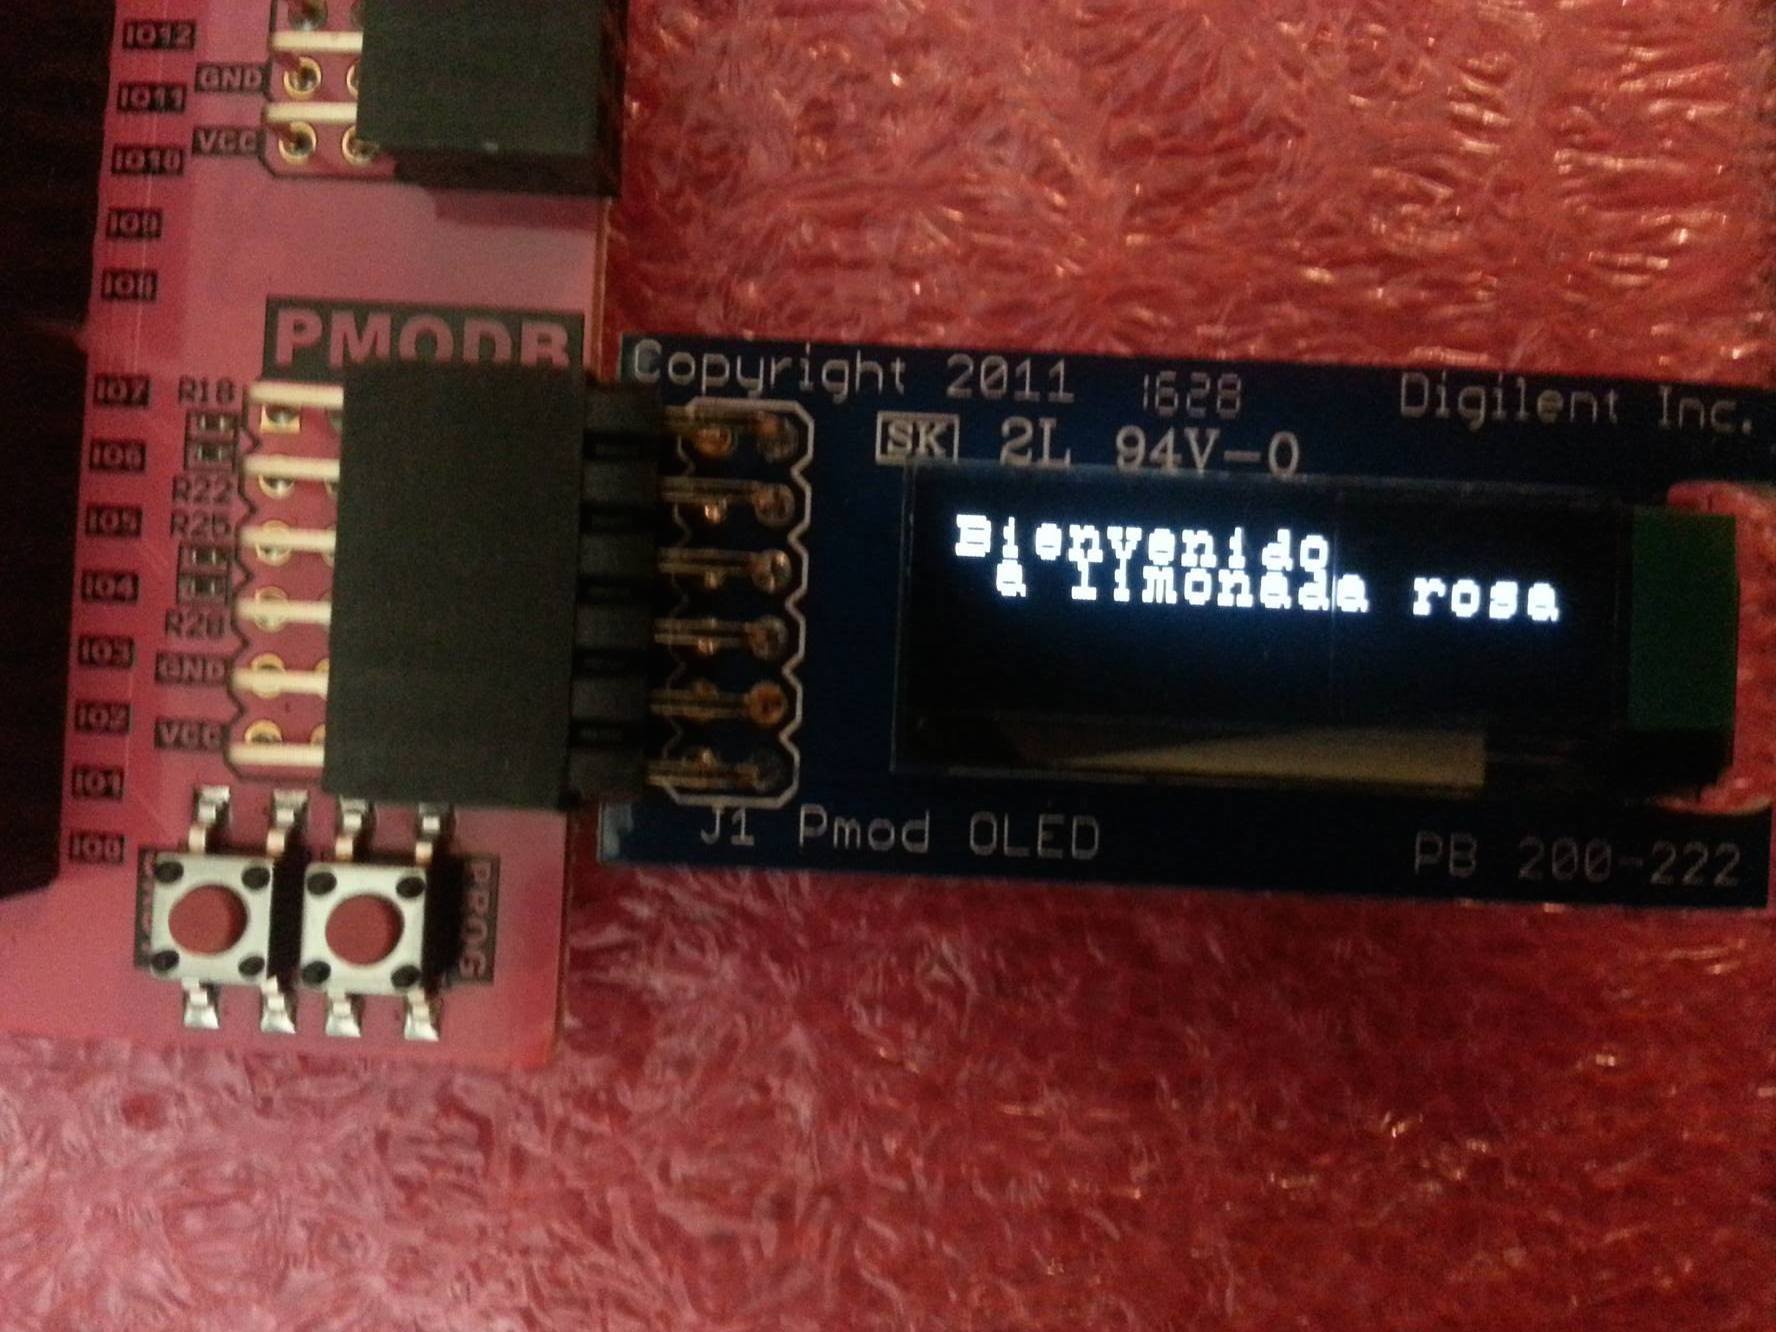 IO12
GND
IO11
VCC
IO10
IO9
IO8
PMODB
IO7
R18
IO6
R22
IO5
R25
IO4
R26
IO3
GND
IO2
VCC
IO1
IO0
PROG
Copyright 2011 1628 Digilent Inc.
SK 2L 94V-0
Bienvenido
a limonada rosa
J1 Pmod OLED PB 200-222